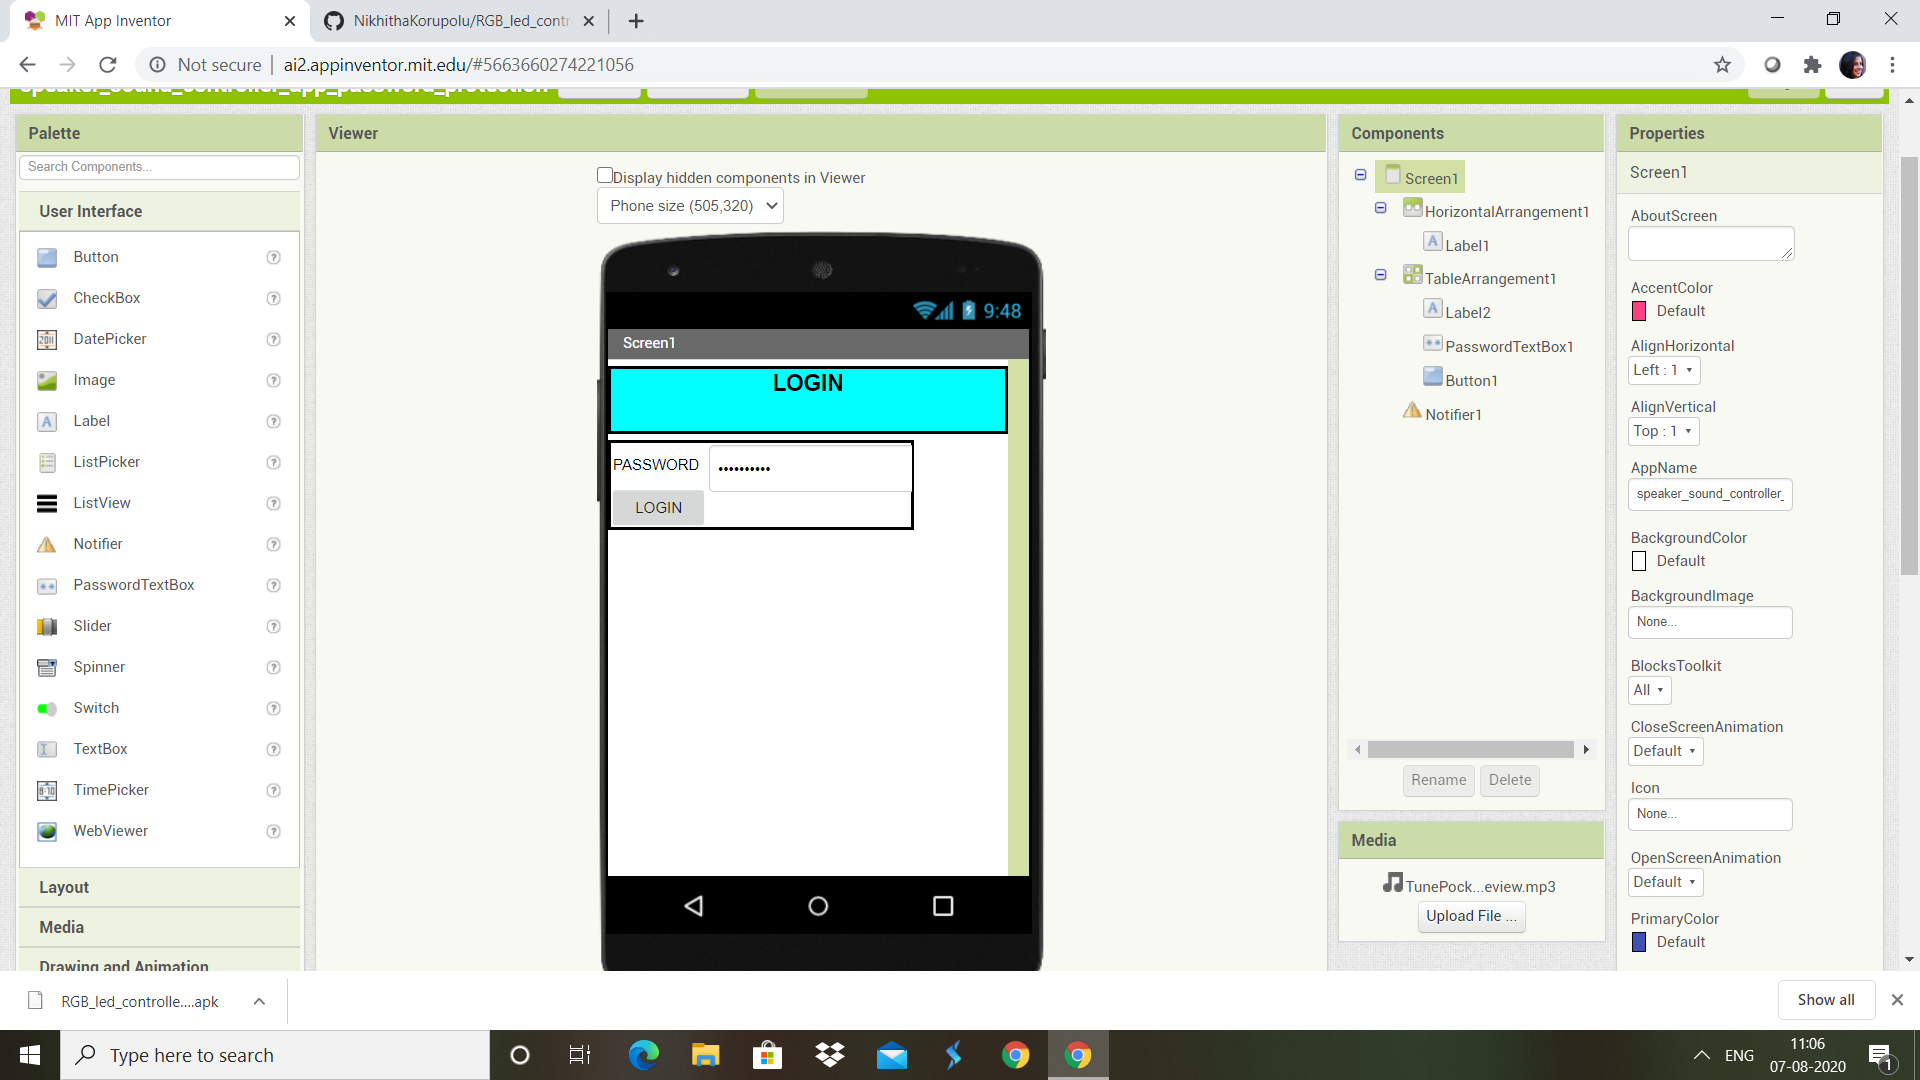 MIT App Inventor
NikhithaKorupolu/RGB_led_contr
Not secure
ai2.appinventor.mit.edu/#5663660274221056
speaker_sound_controller_app_password_protection
Palette
Search Components...
User Interface
Button
CheckBox
DatePicker
Image
Label
ListPicker
ListView
Notifier
PasswordTextBox
Slider
Spinner
Switch
TextBox
TimePicker
WebViewer
Layout
Media
Drawing and Animation
Viewer
Display hidden components in Viewer
Phone size (505,320)
9:48
Screen1
LOGIN
PASSWORD
••••••••••
LOGIN
Components
Screen1
HorizontalArrangement1
Label1
TableArrangement1
Label2
PasswordTextBox1
Button1
Notifier1
Rename Delete
Media
TunePock...eview.mp3
Upload File ...
Properties
Screen1
AboutScreen
AccentColor
Default
AlignHorizontal
Left : 1
AlignVertical
Top : 1
AppName
speaker_sound_controller_
BackgroundColor
Default
BackgroundImage
None...
BlocksToolkit
All
CloseScreenAnimation
Default
Icon
None...
OpenScreenAnimation
Default
PrimaryColor
Default
RGB_led_controlle....apk
Show all
Type here to search
ENG
11:06
07-08-2020
1